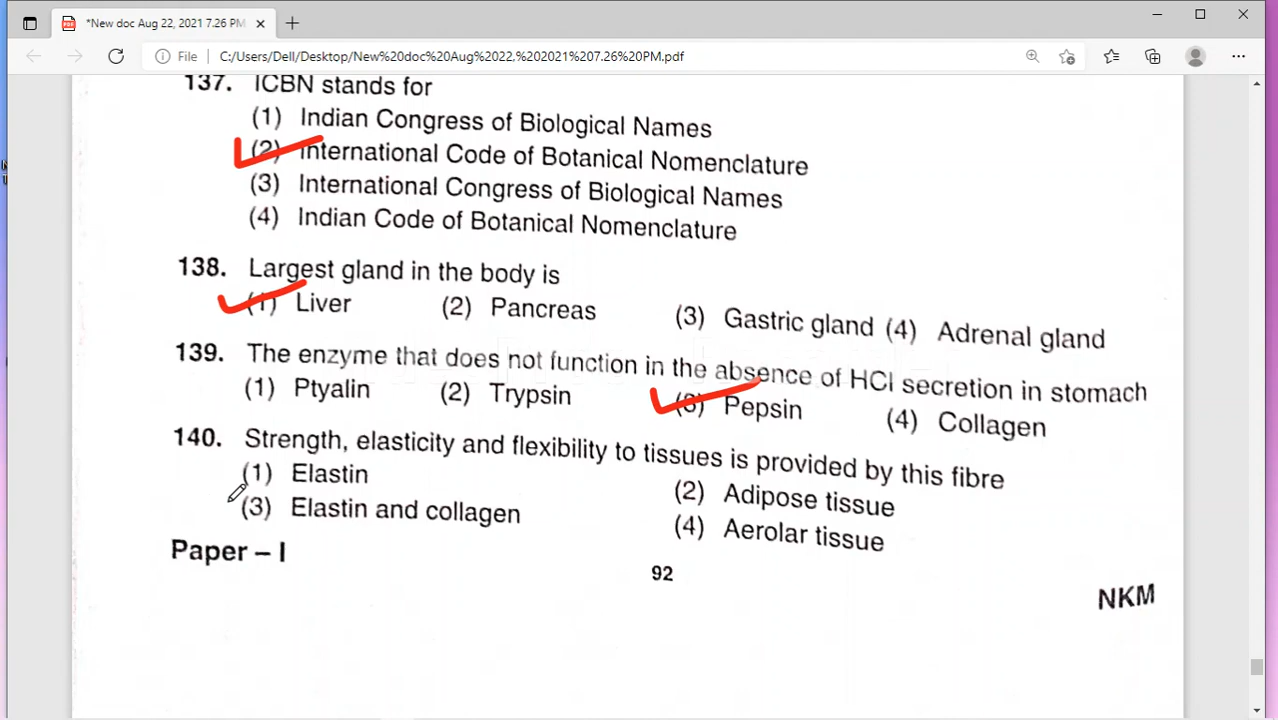 *New doc Aug 22, 2021 7.26 PM.
File C:/Users/Dell/Desktop/New%20doc%20Aug%2022,%202021%207.26%20PM.pdf
137. ICBN stands for
(1) Indian Congress of Biological Names
(2) International Code of Botanical Nomenclature
(3) International Congress of Biological Names
(4) Indian Code of Botanical Nomenclature
138. Largest gland in the body is
(1) Liver (2) Pancreas (3) Gastric gland (4) Adrenal gland
139. The enzyme that does not function in the absence of HCl secretion in stomach
(1) Ptyalin (2) Trypsin (3) Pepsin (4) Collagen
140. Strength, elasticity and flexibility to tissues is provided by this fibre
(1) Elastin (2) Adipose tissue
(3) Elastin and collagen (4) Aerolar tissue
Paper – I
92
NKM